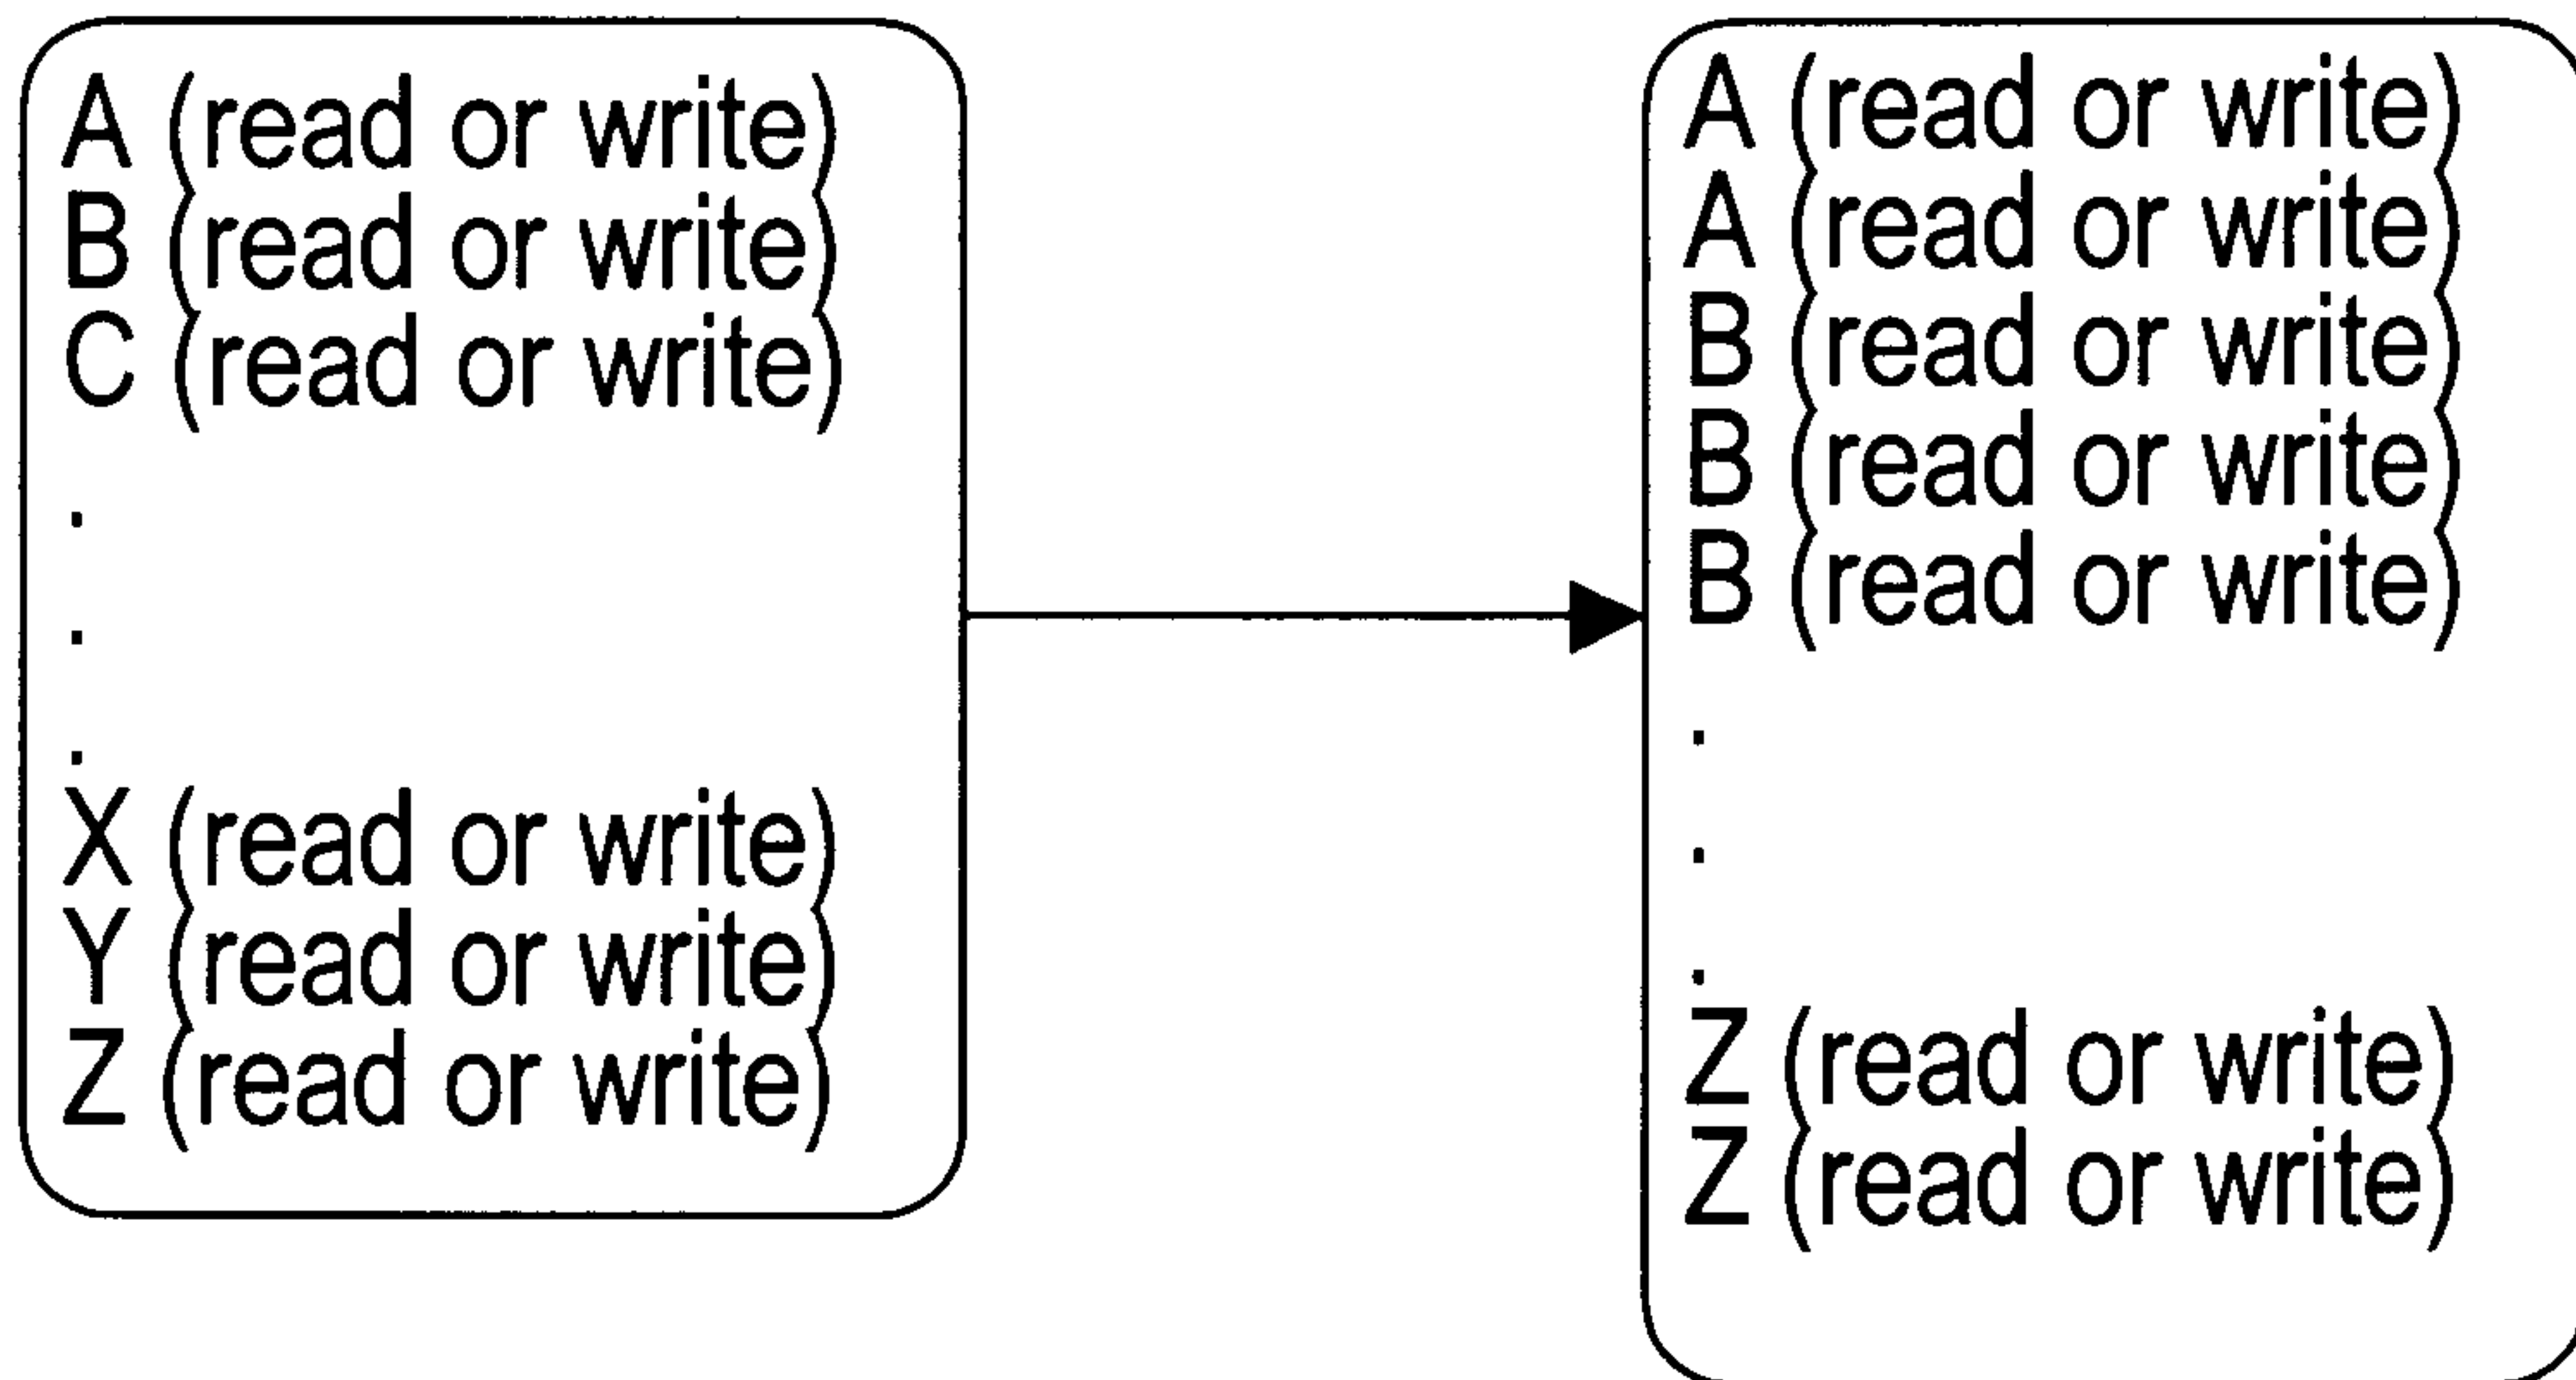 A (read or write)
B (read or write)
C (read or write)
.
.
.
X (read or write)
Y (read or write)
Z (read or write)
A (read or write)
A (read or write)
B (read or write)
B (read or write)
B (read or write)
.
.
.
Z (read or write)
Z (read or write)